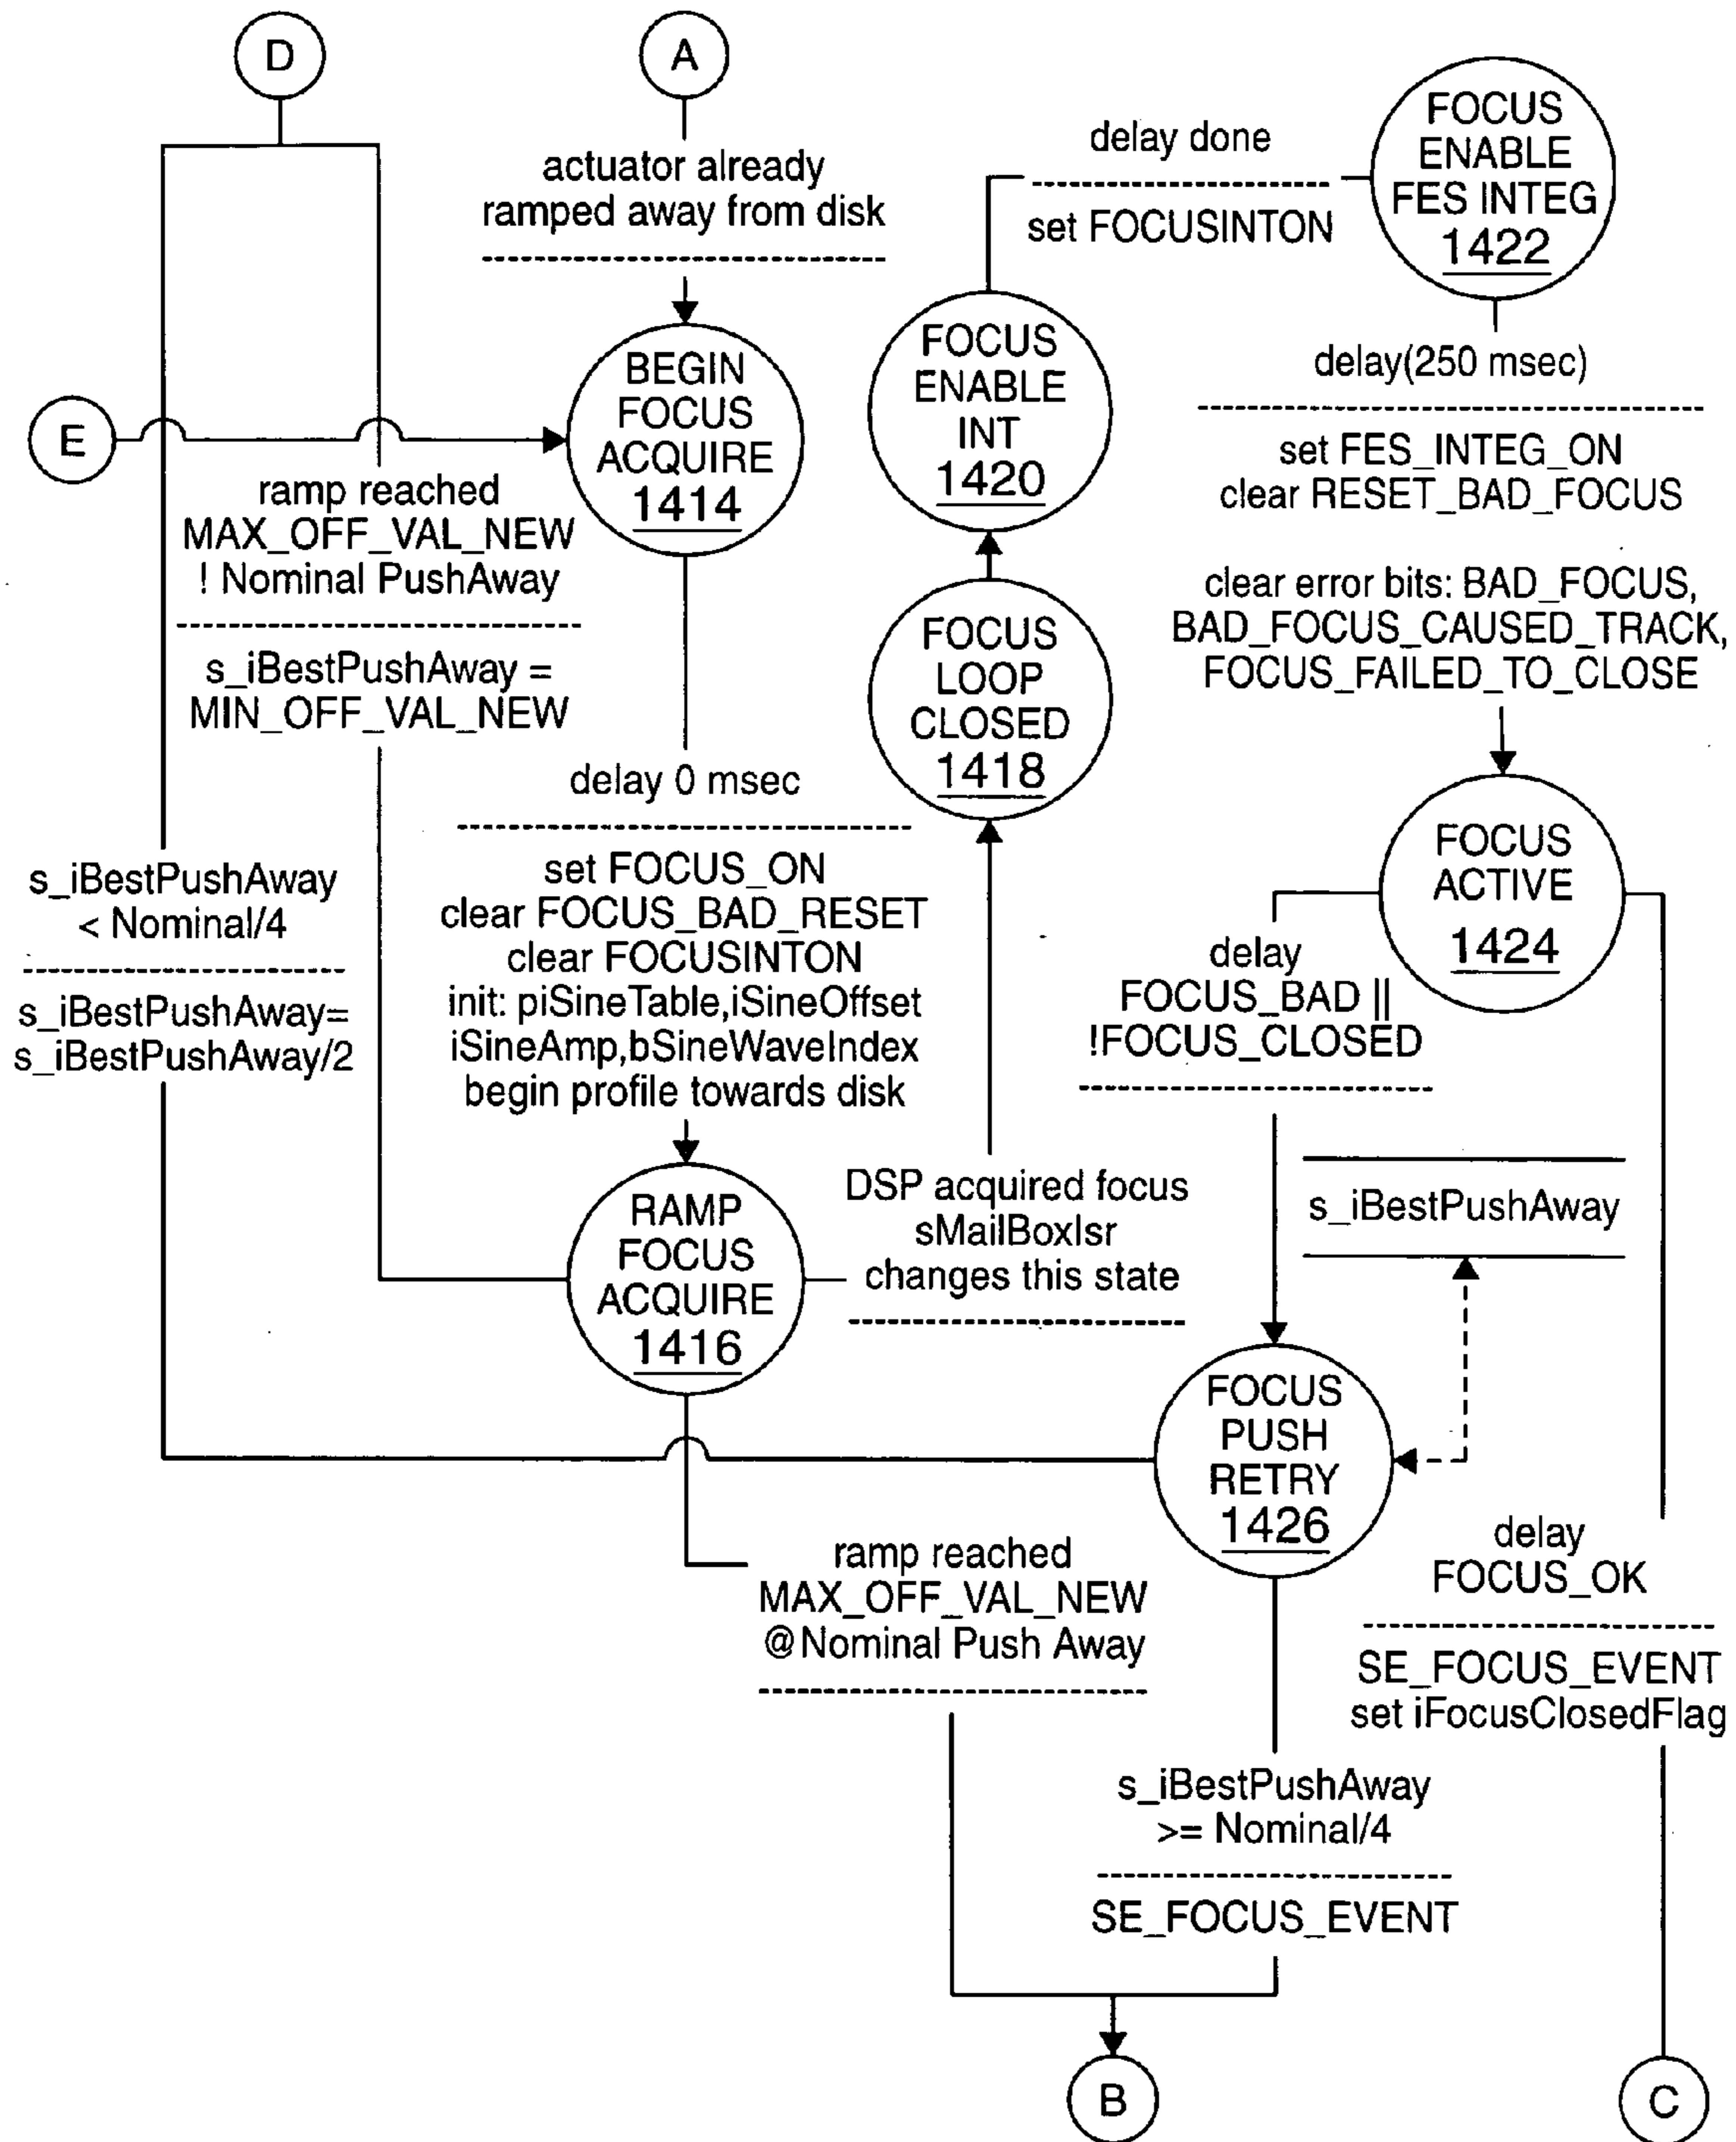 D
A
actuator already
ramped away from disk
delay done
set FOCUSINTON
FOCUS
ENABLE
FES INTEG
1422
E
BEGIN
FOCUS
ACQUIRE
1414
FOCUS
ENABLE
INT
1420
delay(250 msec)
set FES_INTEG_ON
clear RESET_BAD_FOCUS
clear error bits: BAD_FOCUS,
BAD_FOCUS_CAUSED_TRACK,
FOCUS_FAILED_TO_CLOSE
ramp reached
MAX_OFF_VAL_NEW
! Nominal PushAway
s_iBestPushAway =
MIN_OFF_VAL_NEW
FOCUS
LOOP
CLOSED
1418
delay 0 msec
set FOCUS_ON
clear FOCUS_BAD_RESET
clear FOCUSINTON
init: piSineTable,iSineOffset
iSineAmp,bSineWaveIndex
begin profile towards disk
s_iBestPushAway
< Nominal/4
s_iBestPushAway=
s_iBestPushAway/2
FOCUS
ACTIVE
1424
delay
FOCUS_BAD ||
!FOCUS_CLOSED
RAMP
FOCUS
ACQUIRE
1416
DSP acquired focus
sMailBoxIsr
changes this state
s_iBestPushAway
FOCUS
PUSH
RETRY
1426
ramp reached
MAX_OFF_VAL_NEW
@Nominal Push Away
delay
FOCUS_OK
SE_FOCUS_EVENT
set iFocusClosedFlag
s_iBestPushAway
>= Nominal/4
SE_FOCUS_EVENT
B
C